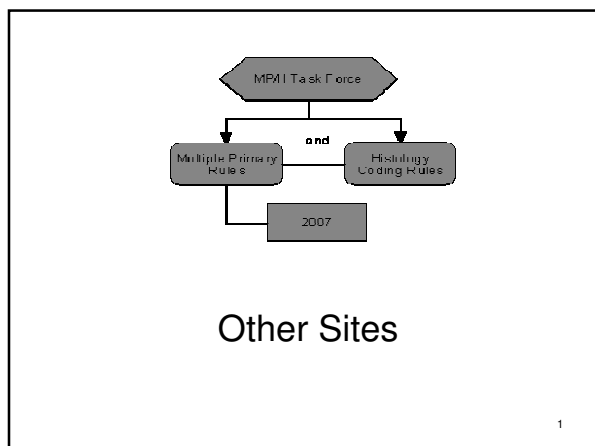 MP/H Task Force
and
Multiple Primary
Rules
Histology
Coding Rules
2007
Other Sites
1